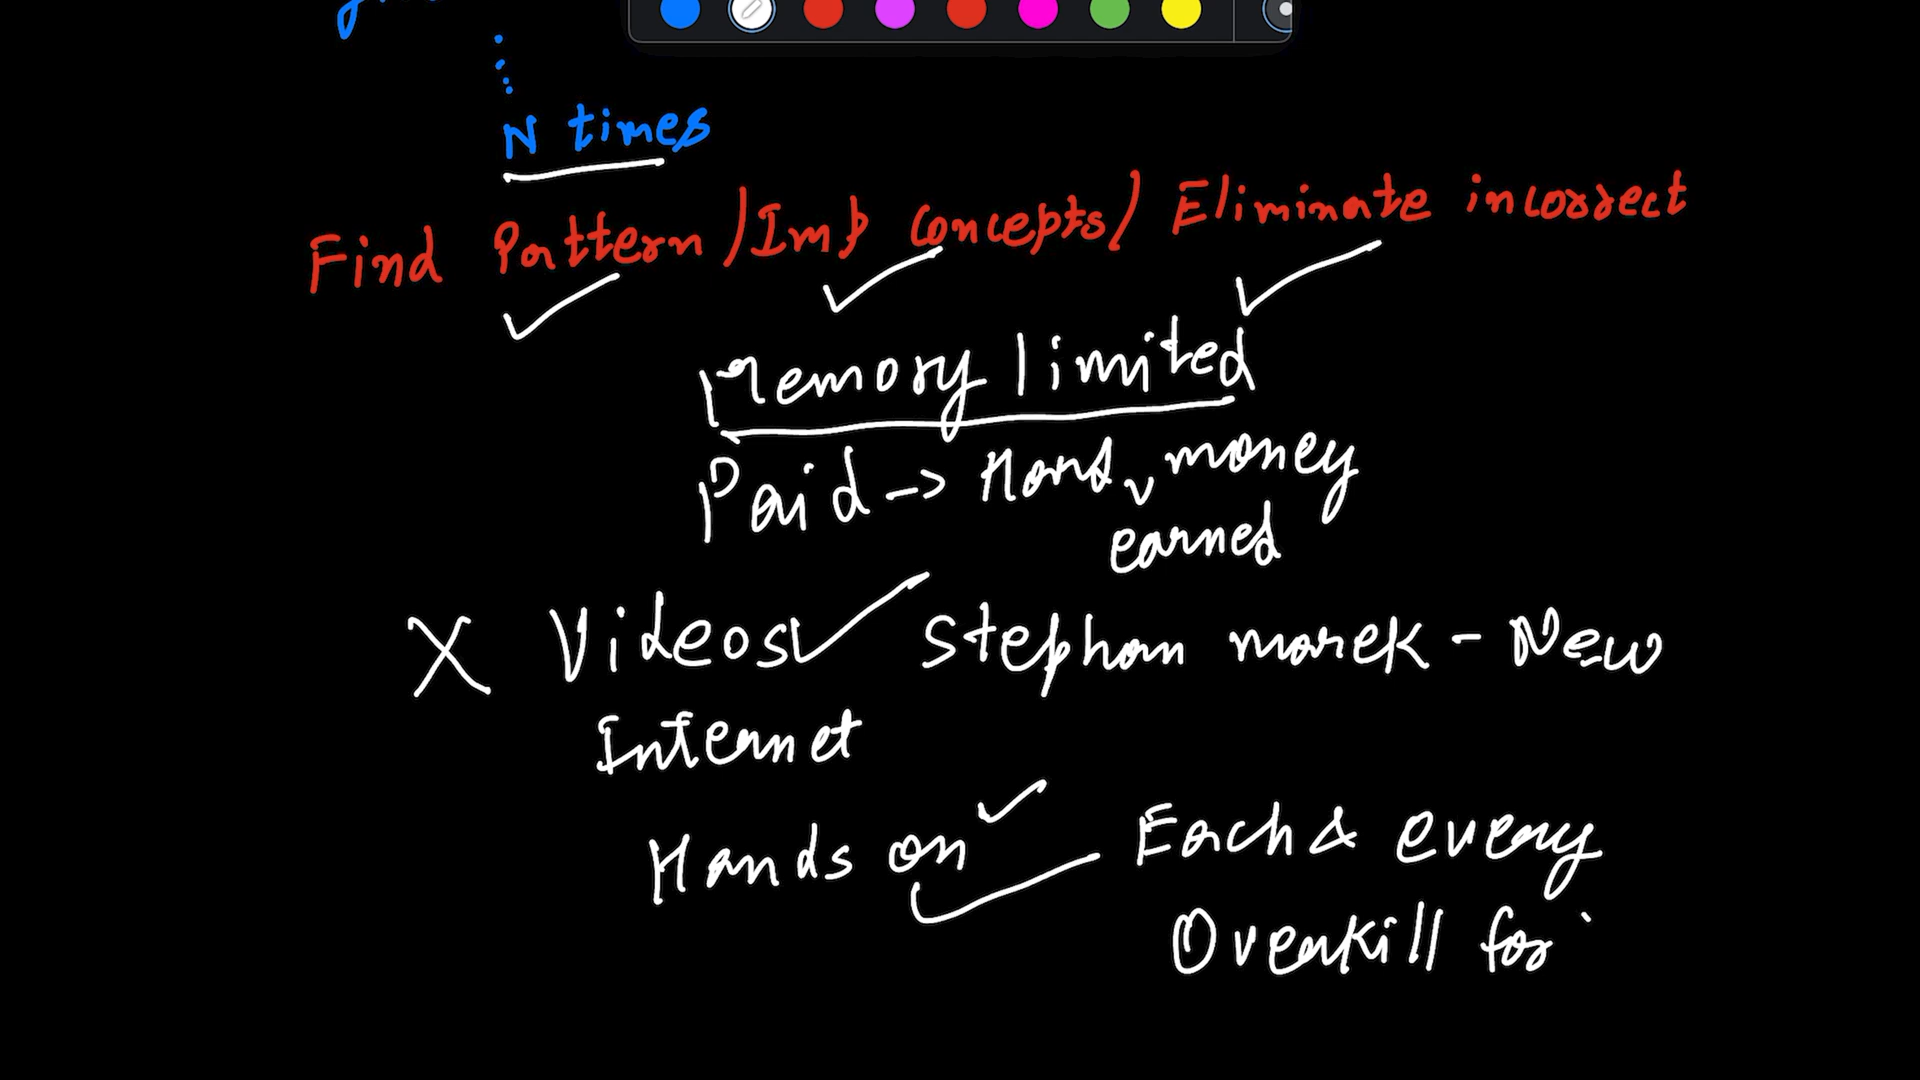 N times
Find Pattern / Imp Concepts / Eliminate incorrect
Memory limited
Paid -> Hard money
earned
X Videos Stephan marek - New
Internet
Hands on Each & every
Overkill for